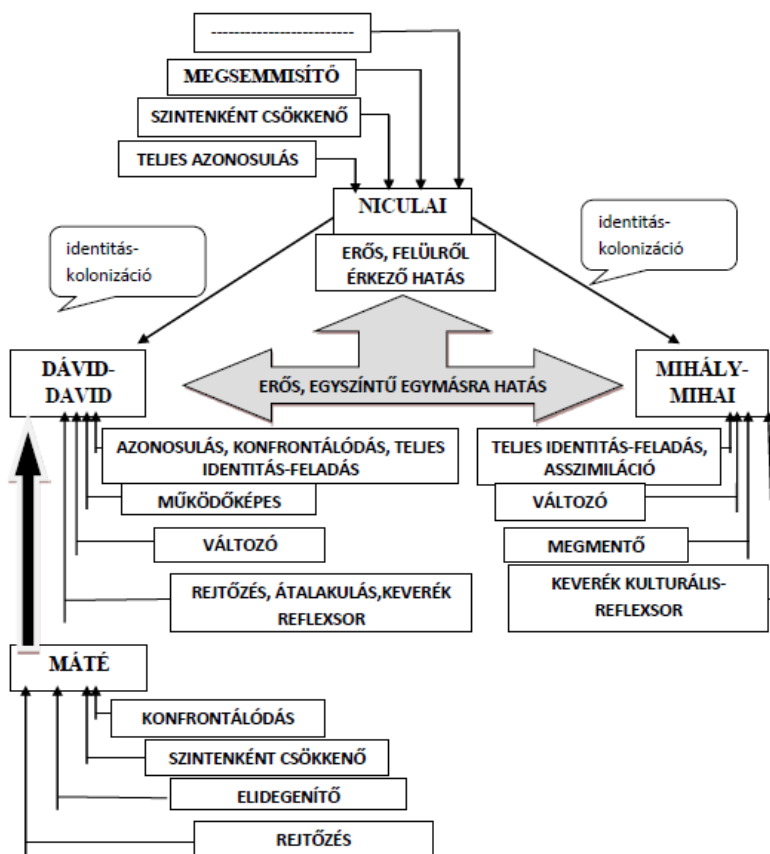 -------------------------
MEGSEMMISÍTŐ
SZINTENKÉNT CSÖKKENŐ
TELJES AZONOSULÁS
NICULAI
identitás-
kolonizáció
identitás-
kolonizáció
ERŐS, FELÜLRŐL
ÉRKEZŐ HATÁS
DÁVID-
DAVID
ERŐS, EGYSZÍNTŰ EGYMÁSRA HATÁS
MIHÁLY-
MIHAI
AZONOSULÁS, KONFRONTÁLÓDÁS, TELJES
IDENTITÁS-FELADÁS
MŰKÖDŐKÉPES
VÁLTOZÓ
REJTŐZÉS, ÁTALAKULÁS,KEVERÉK
REFLEXSOR
TELJES IDENTITÁS-FELADÁS,
ASSZIMILÁCIÓ
VÁLTOZÓ
MEGMENTŐ
KEVERÉK KULTURÁLIS-
REFLEXSOR
MÁTÉ
KONFRONTÁLÓDÁS
SZINTENKÉNT CSÖKKENŐ
ELIDEGENÍTŐ
REJTŐZÉS